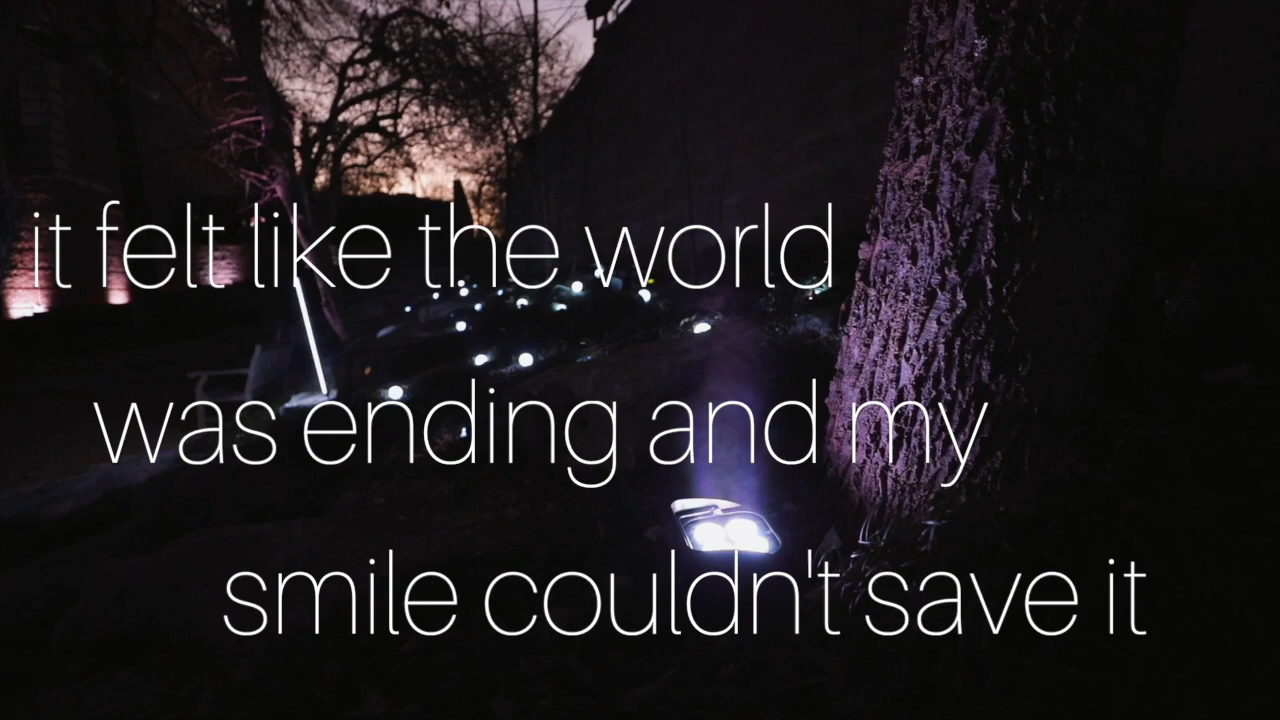 it felt like the world
was ending and my
smile couldn't save it